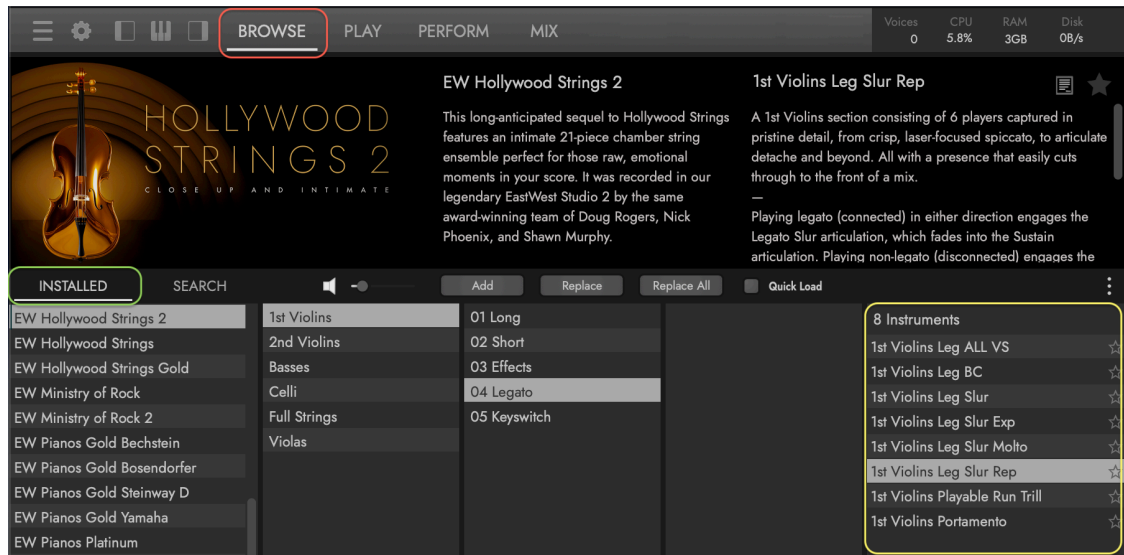 BROWSE PLAY PERFORM MIX
Voices CPU RAM Disk
0 5.8% 3GB 0B/s
HOLLYWOOD
STRINGS 2
CLOSE UP AND INTIMATE
EW Hollywood Strings 2
This long-anticipated sequel to Hollywood Strings
features an intimate 21-piece chamber string
ensemble perfect for those raw, emotional
moments in your score. It was recorded in our
legendary EastWest Studio 2 by the same
award-winning team of Doug Rogers, Nick
Phoenix, and Shawn Murphy.
1st Violins Leg Slur Rep
A 1st Violins section consisting of 6 players captured in
pristine detail, from crisp, laser-focused spiccato, to articulate
detache and beyond. All with a presence that easily cuts
through to the front of a mix.
—
Playing legato (connected) in either direction engages the
Legato Slur articulation, which fades into the Sustain
articulation. Playing non-legato (disconnected) engages the
INSTALLED SEARCH Add Replace Replace All Quick Load
EW Hollywood Strings 2
EW Hollywood Strings
EW Hollywood Strings Gold
EW Ministry of Rock
EW Ministry of Rock 2
EW Pianos Gold Bechstein
EW Pianos Gold Bosendorfer
EW Pianos Gold Steinway D
EW Pianos Gold Yamaha
EW Pianos Platinum
1st Violins
2nd Violins
Basses
Celli
Full Strings
Violas
01 Long
02 Short
03 Effects
04 Legato
05 Keyswitch
8 Instruments
1st Violins Leg ALL VS
1st Violins Leg BC
1st Violins Leg Slur
1st Violins Leg Slur Exp
1st Violins Leg Slur Molto
1st Violins Leg Slur Rep
1st Violins Playable Run Trill
1st Violins Portamento